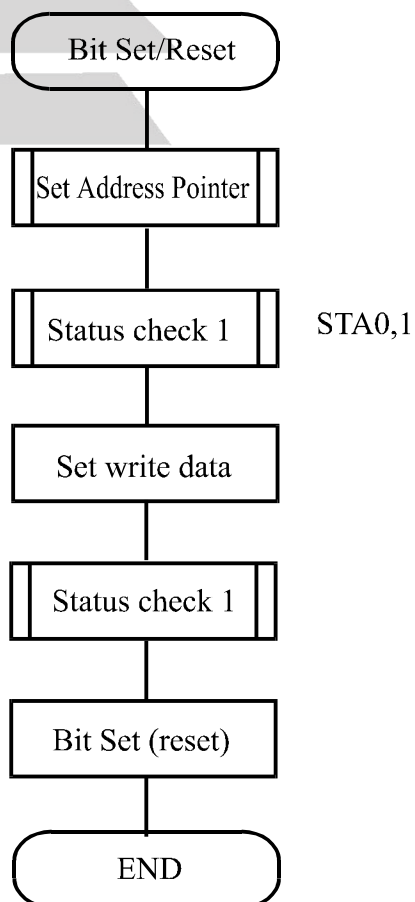 Bit Set/Reset
Set Address Pointer
Status check 1
STA0,1
Set write data
Status check 1
Bit Set (reset)
END